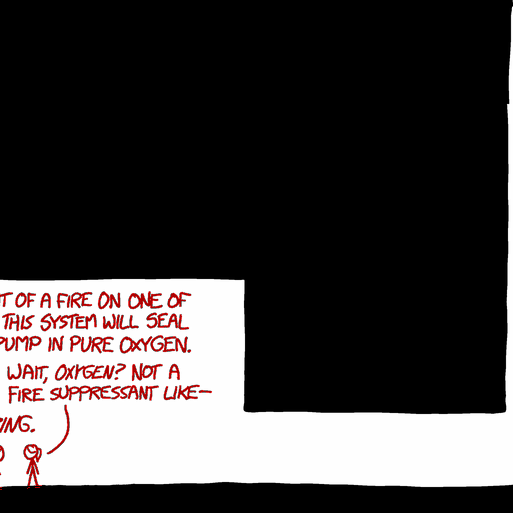 T OF A FIRE ON ONE OF
THIS SYSTEM WILL SEAL
PUMP IN PURE OXYGEN.
WAIT, OXYGEN? NOT A
FIRE SUPPRESSANT LIKE—
ING.